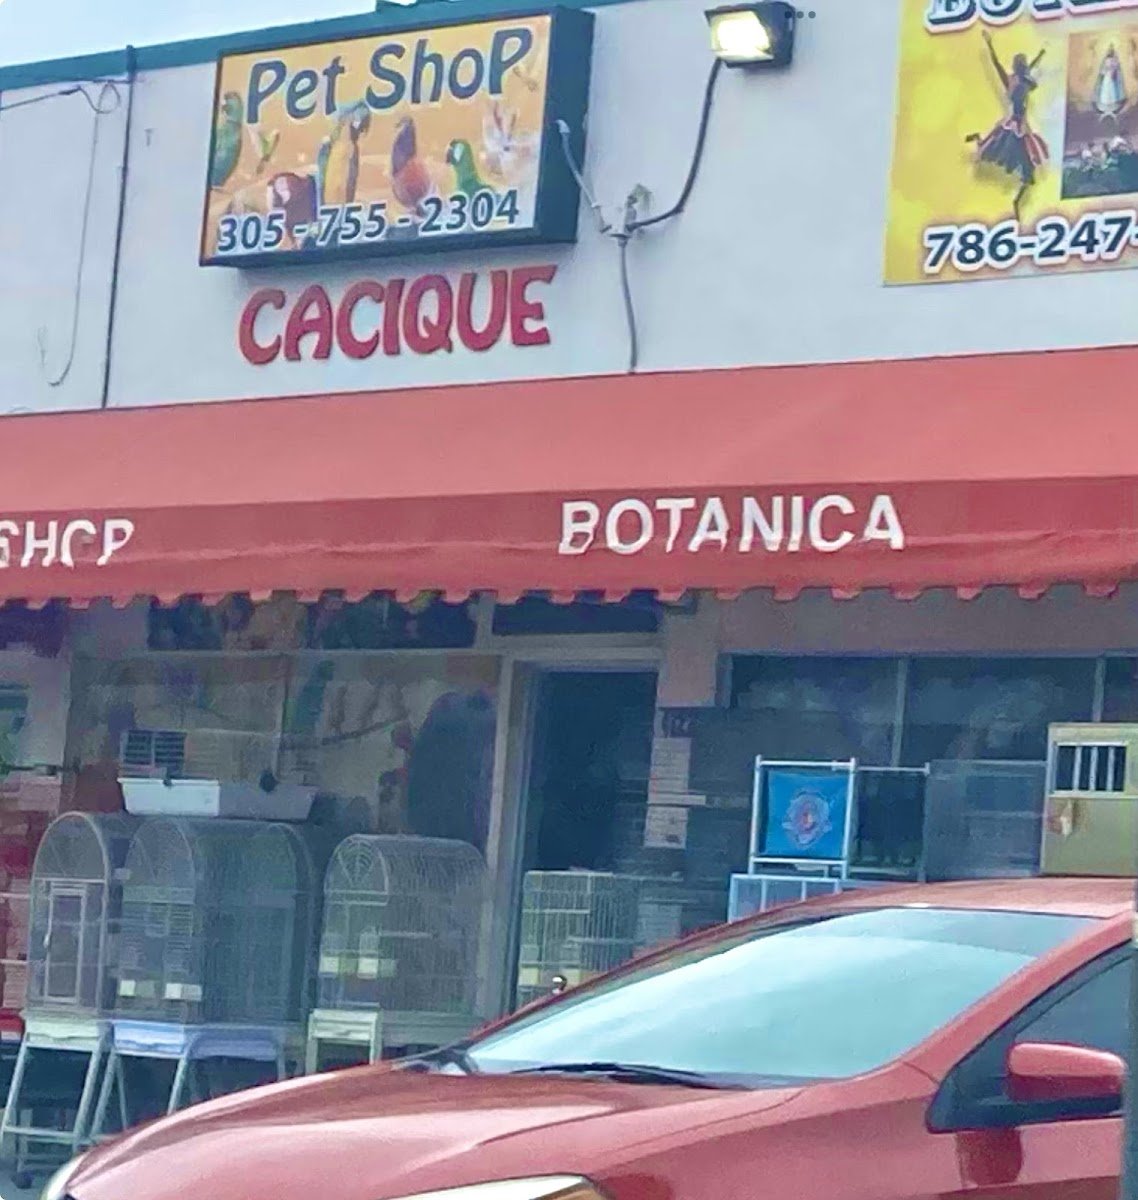 Pet Shop
305-755-2304
CACIQUE
786-247-
SHOP
BOTANICA